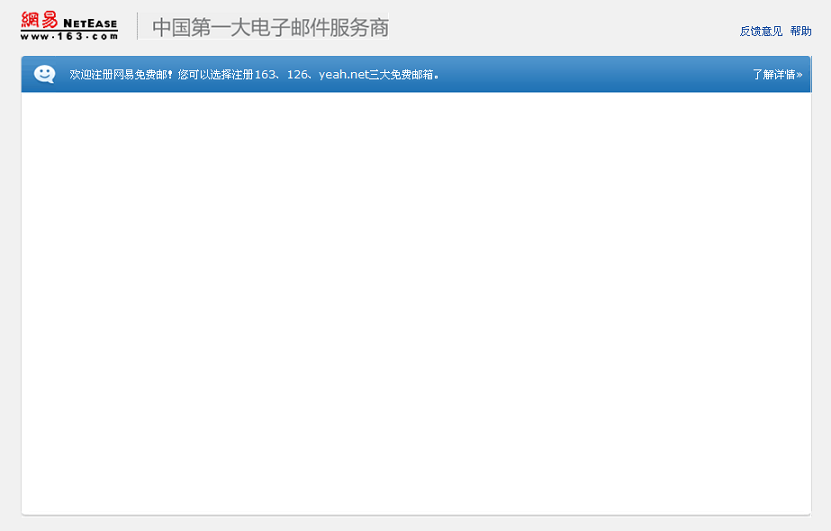 網易 NETEASE
www.163.com
中国第一大电子邮件服务商
反馈意见 帮助
欢迎注册网易免费邮！您可以选择注册163、126、yeah.net三大免费邮箱。
了解详情»